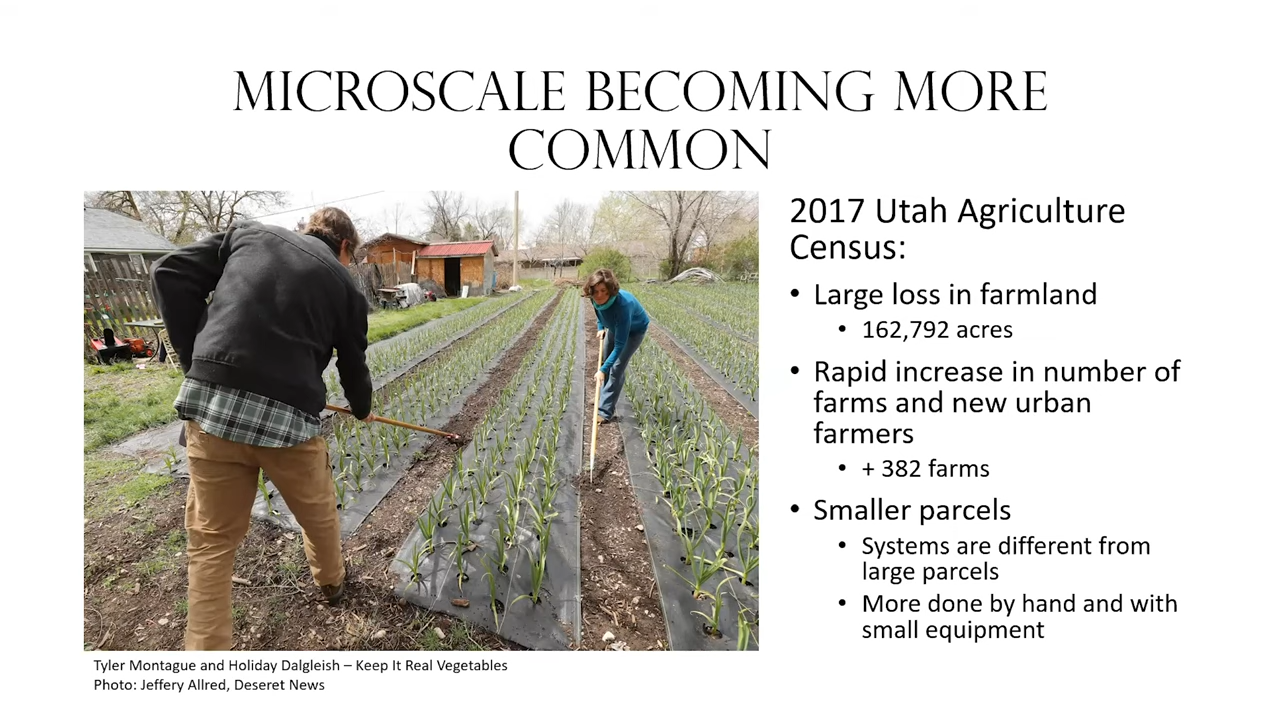 MICROSCALE BECOMING MORE
COMMON
2017 Utah Agriculture
Census:
• Large loss in farmland
• 162,792 acres
• Rapid increase in number of
farms and new urban
farmers
• + 382 farms
• Smaller parcels
• Systems are different from
large parcels
• More done by hand and with
small equipment
Tyler Montague and Holiday Dalgleish – Keep It Real Vegetables
Photo: Jeffery Allred, Deseret News